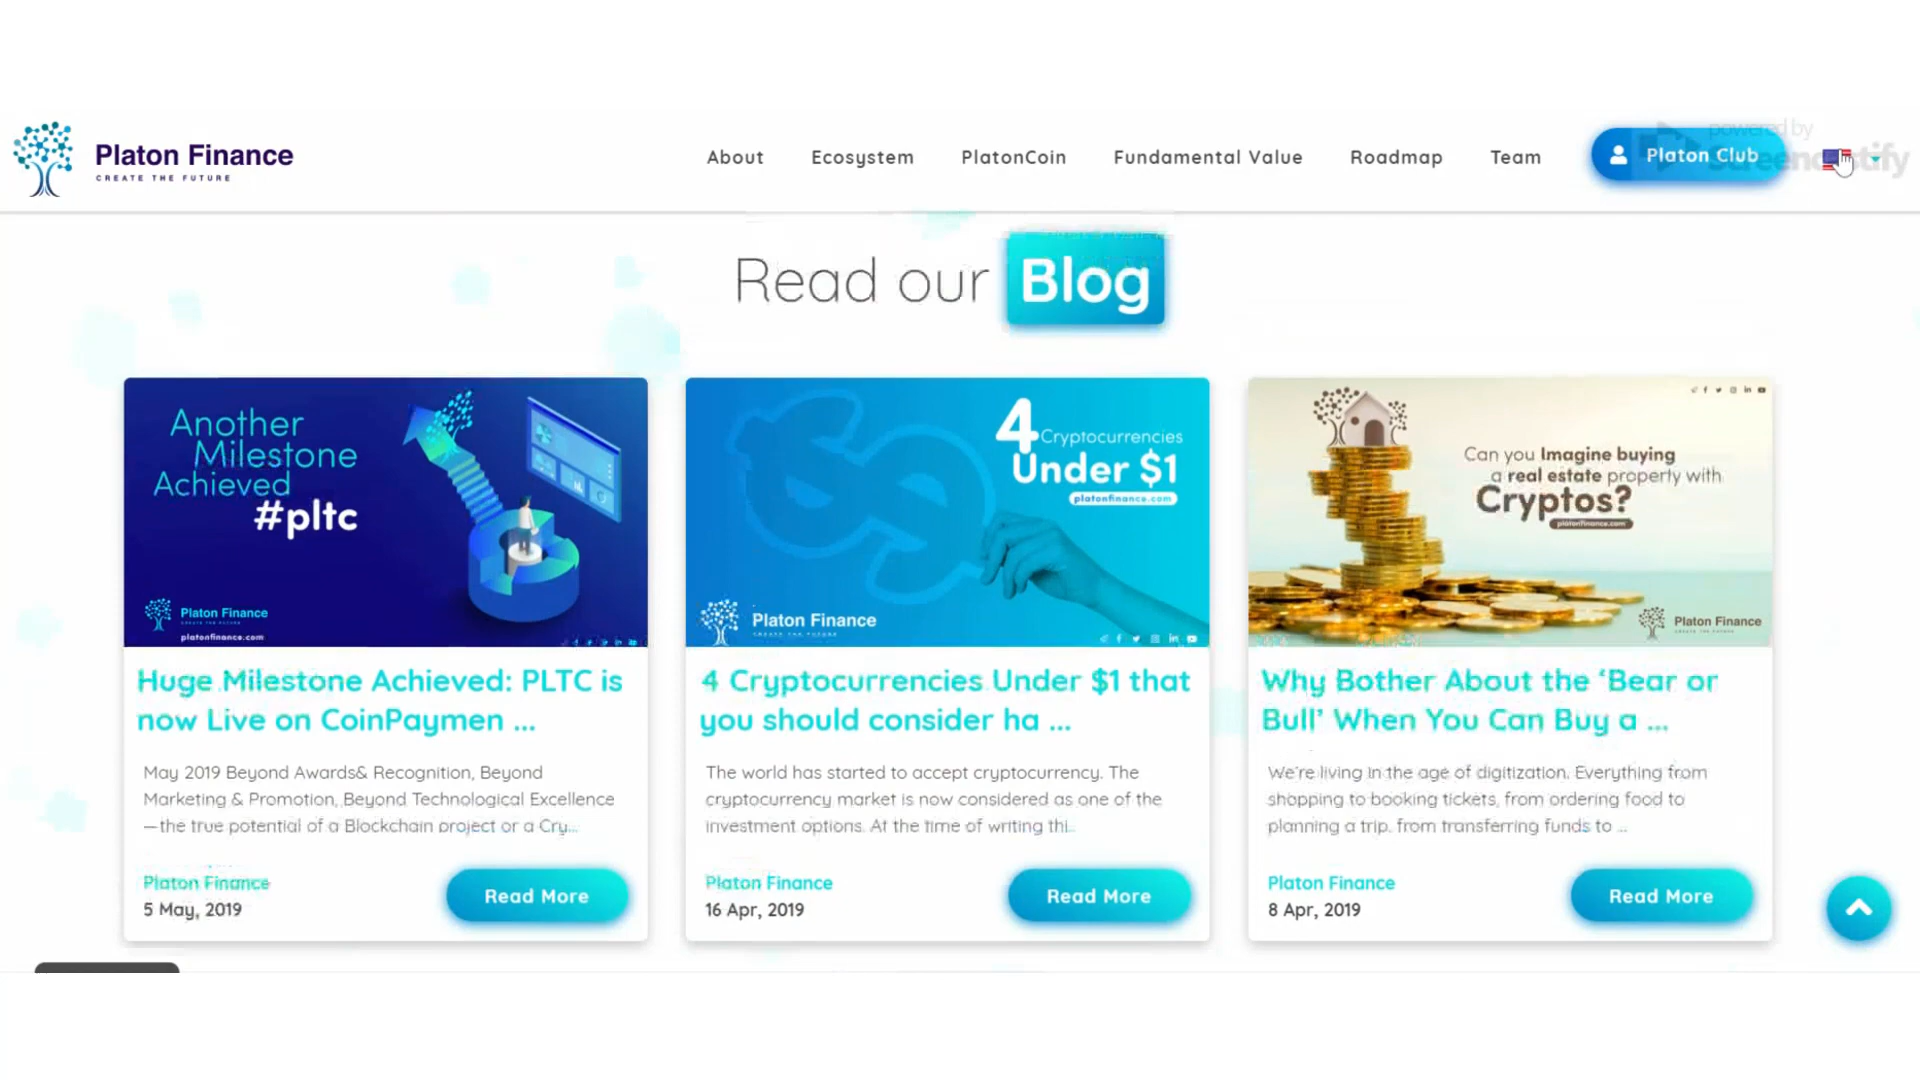 Platon Finance
CREATE THE FUTURE
About
Ecosystem
PlatonCoin
Fundamental Value
Roadmap
Team
Platon Club
powered by
Screencastify
Read our Blog
Another
Milestone
Achieved
#pltc
Platon Finance
platonfinance.com
4 Cryptocurrencies
Under $1
platonfinance.com
Platon Finance
Can you Imagine buying
a real estate property with
Cryptos?
platonfinance.com
Platon Finance
Huge Milestone Achieved: PLTC is
now Live on CoinPaymen ...
May 2019 Beyond Awards& Recognition, Beyond
Marketing & Promotion, Beyond Technological Excellence
—the true potential of a Blockchain project or a Cry...
Platon Finance
5 May, 2019
Read More
4 Cryptocurrencies Under $1 that
you should consider ha ...
The world has started to accept cryptocurrency. The
cryptocurrency market is now considered as one of the
investment options. At the time of writing thi...
Platon Finance
16 Apr, 2019
Read More
Why Bother About the ‘Bear or
Bull’ When You Can Buy a ...
We’re living in the age of digitization. Everything from
shopping to booking tickets, from ordering food to
planning a trip, from transferring funds to ...
Platon Finance
8 Apr, 2019
Read More